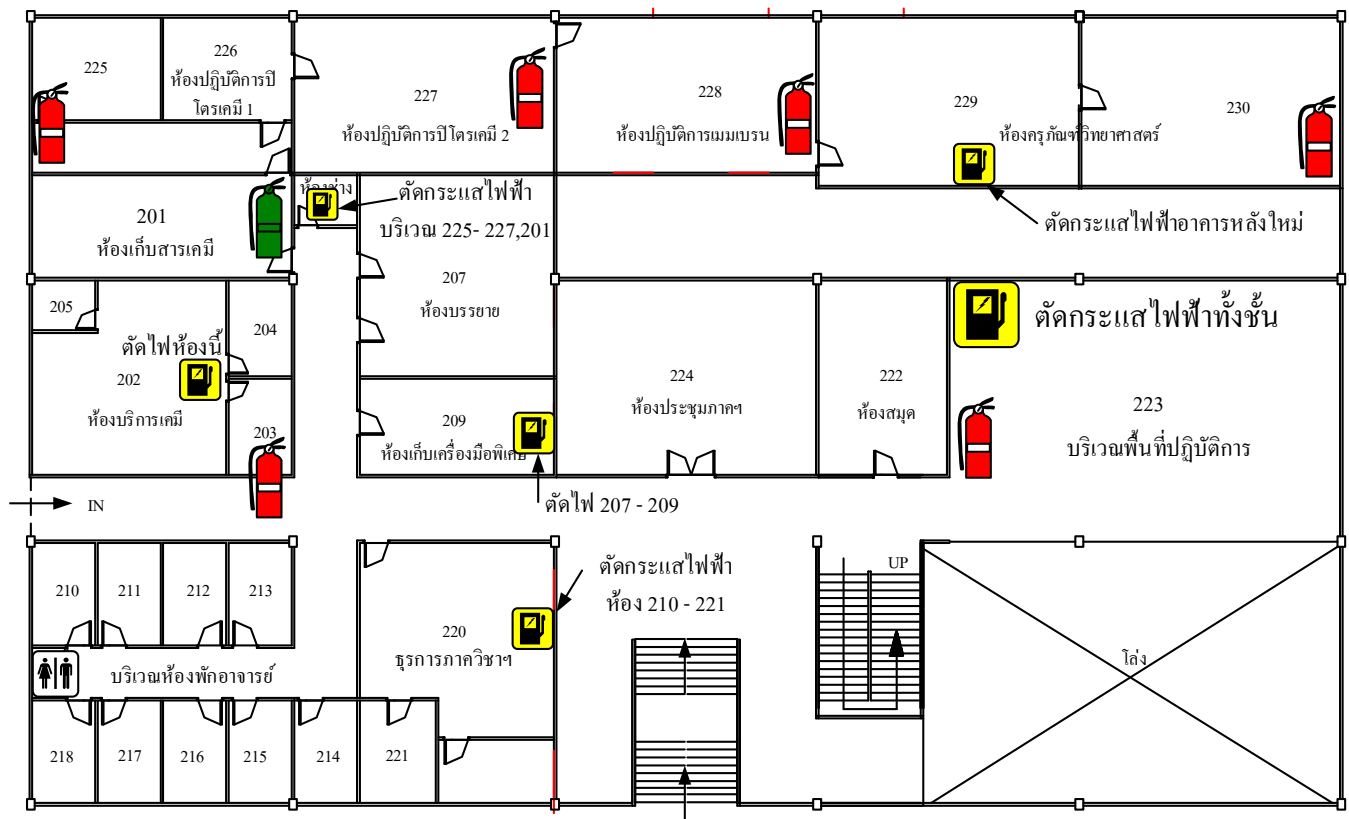 225
226
ห้องปฏิบัติการปิ
โตรเคมี 1
227
ห้องปฏิบัติการปิโตรเคมี 2
228
ห้องปฏิบัติการเมมเบรน
229
230
ห้องครุภัณฑ์วิทยาศาสตร์
201
ห้องเก็บสารเคมี
ห้องช่าง
ตัดกระแสไฟฟ้า
บริเวณ 225- 227,201
ตัดกระแสไฟฟ้าอาคารหลังใหม่
207
ห้องบรรยาย
205
204
ตัดไฟห้องนี้
202
ห้องบริการเคมี
203
209
ห้องเก็บเครื่องมือพิเศษ
224
ห้องประชุมภาคฯ
222
ห้องสมุด
ตัดกระแสไฟฟ้าทั้งชั้น
223
บริเวณพื้นที่ปฏิบัติการ
IN
ตัดไฟ 207 - 209
210
211
212
213
220
ธุรการภาควิชาฯ
ตัดกระแสไฟฟ้า
ห้อง 210 - 221
UP
โล่ง
บริเวณห้องพักอาจารย์
218
217
216
215
214
221